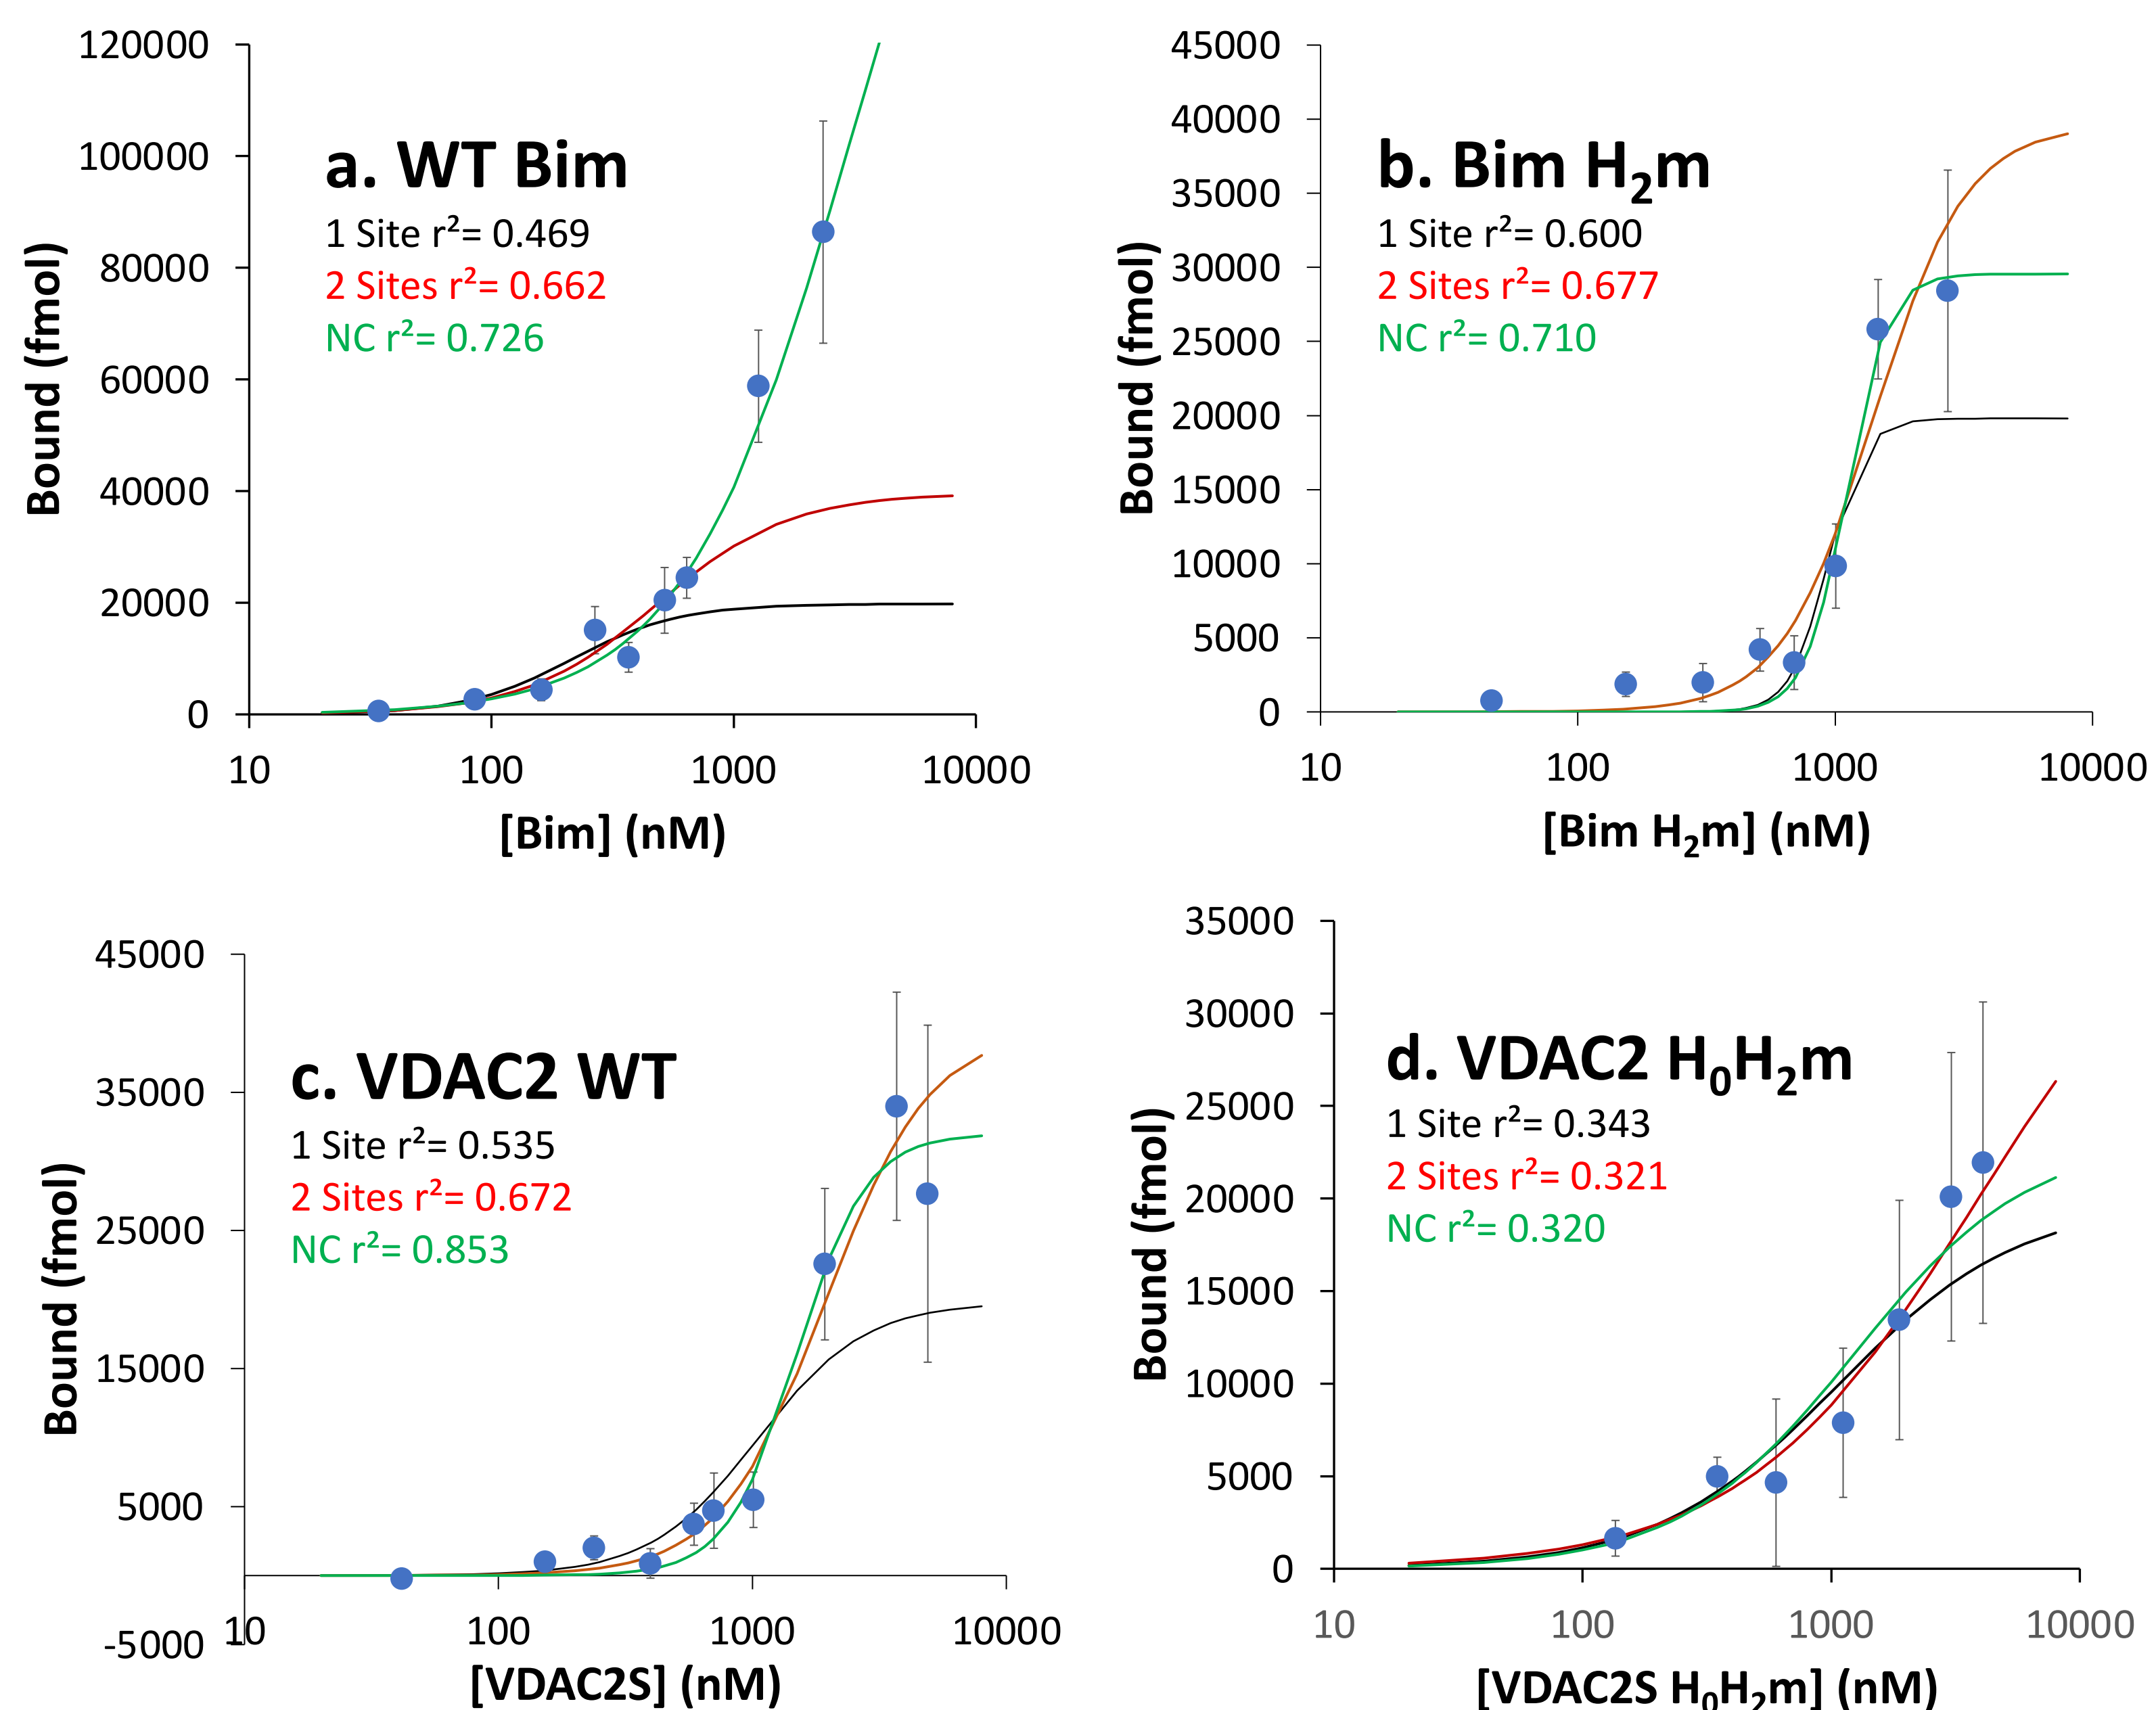 120000
100000
80000
60000
40000
20000
0
Bound (fmol)
a. WT Bim
1 Site r²= 0.469
2 Sites r²= 0.662
NC r²= 0.726
10 100 1000 10000
[Bim] (nM)
45000
40000
35000
30000
25000
20000
15000
10000
5000
0
Bound (fmol)
b. Bim H₂m
1 Site r²= 0.600
2 Sites r²= 0.677
NC r²= 0.710
10 100 1000 10000
[Bim H₂m] (nM)
45000
35000
25000
15000
5000
-5000
Bound (fmol)
c. VDAC2 WT
1 Site r²= 0.535
2 Sites r²= 0.672
NC r²= 0.853
10 100 1000 10000
[VDAC2S] (nM)
35000
30000
25000
20000
15000
10000
5000
0
Bound (fmol)
d. VDAC2 H₀H₂m
1 Site r²= 0.343
2 Sites r²= 0.321
NC r²= 0.320
10 100 1000 10000
[VDAC2S H₀H₂m] (nM)